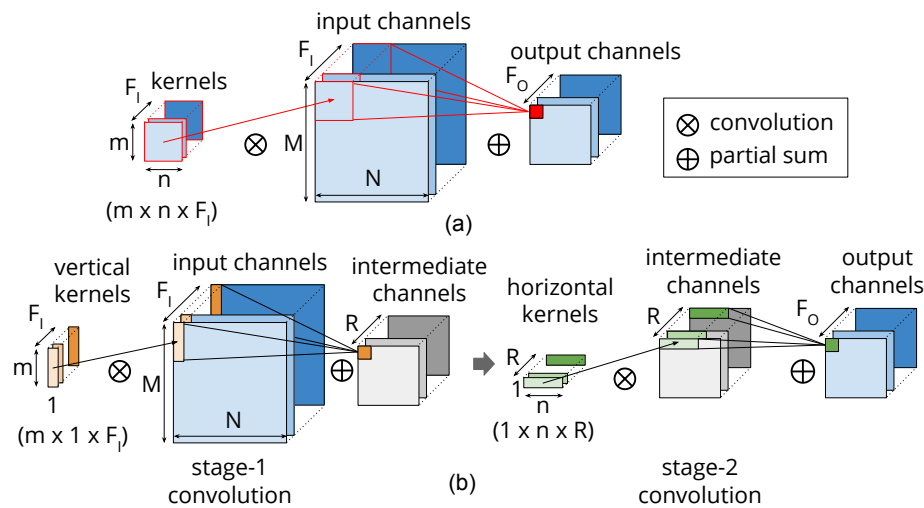 input channels
F_I
output channels
kernels
F_I
F_O
m
n
M
N
(m x n x F_I)
⊗ convolution
⊕ partial sum
(a)
vertical
kernels
input channels
intermediate
channels
horizontal
kernels
intermediate
channels
output
channels
F_I
F_I
R
R
R
F_O
m
1
M
N
1
n
(m x 1 x F_I)
(1 x n x R)
stage-1
convolution
(b)
stage-2
convolution